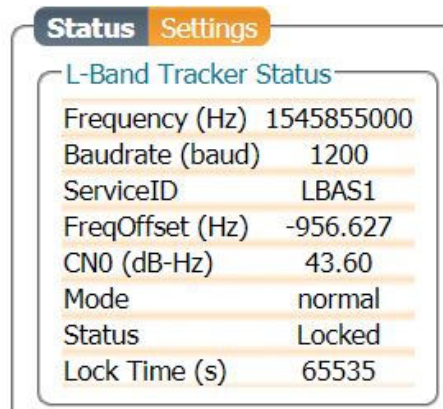 Status Settings
L-Band Tracker Status
Frequency (Hz) 1545855000
Baudrate (baud) 1200
ServiceID LBAS1
FreqOffset (Hz) -956.627
CN0 (dB-Hz) 43.60
Mode normal
Status Locked
Lock Time (s) 65535